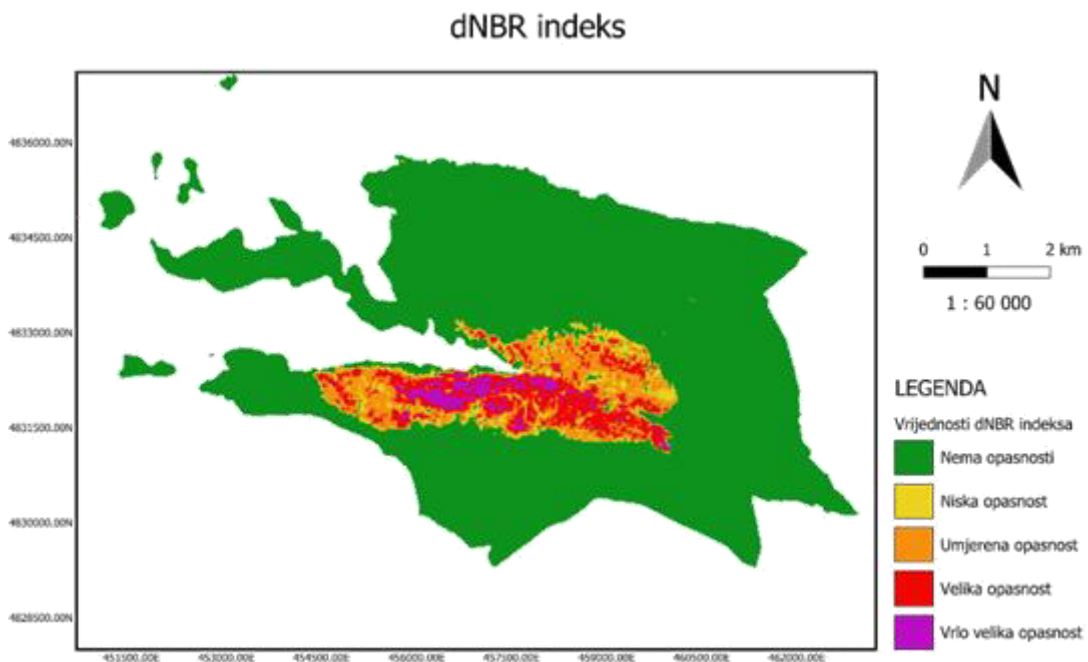 dNBR indeks
4836000.00N
4834500.00N
4833000.00N
4831500.00N
4830000.00N
4828500.00N
451500.00E 453000.00E 454500.00E 456000.00E 457500.00E 459000.00E 460500.00E 462000.00E
N
0 1 2 km
1 : 60 000
LEGENDA
Vrijednosti dNBR indeksa
Nema opasnosti
Niska opasnost
Umjerena opasnost
Velika opasnost
Vrlo velika opasnost